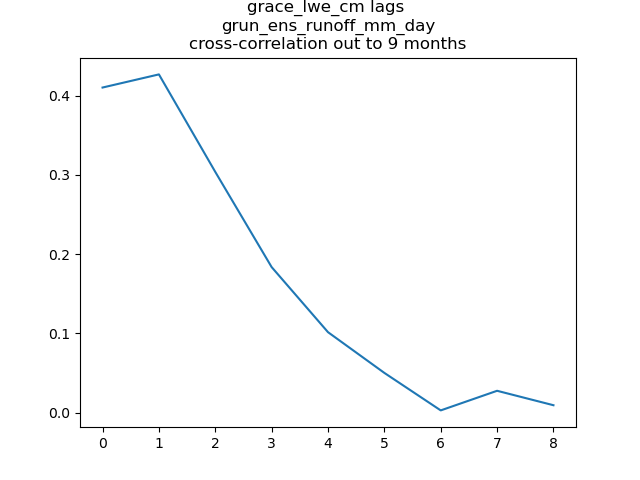 grace_lwe_cm lags
grun_ens_runoff_mm_day
cross-correlation out to 9 months
0.4
0.3
0.2
0.1
0.0
0 1 2 3 4 5 6 7 8